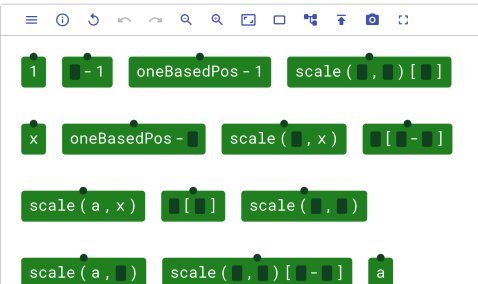 1 -1 oneBasedPos-1 scale(,)[]
x oneBasedPos- scale(,x) [-]
scale(a,x) [] scale(,)
scale(a,) scale(,)[-] a